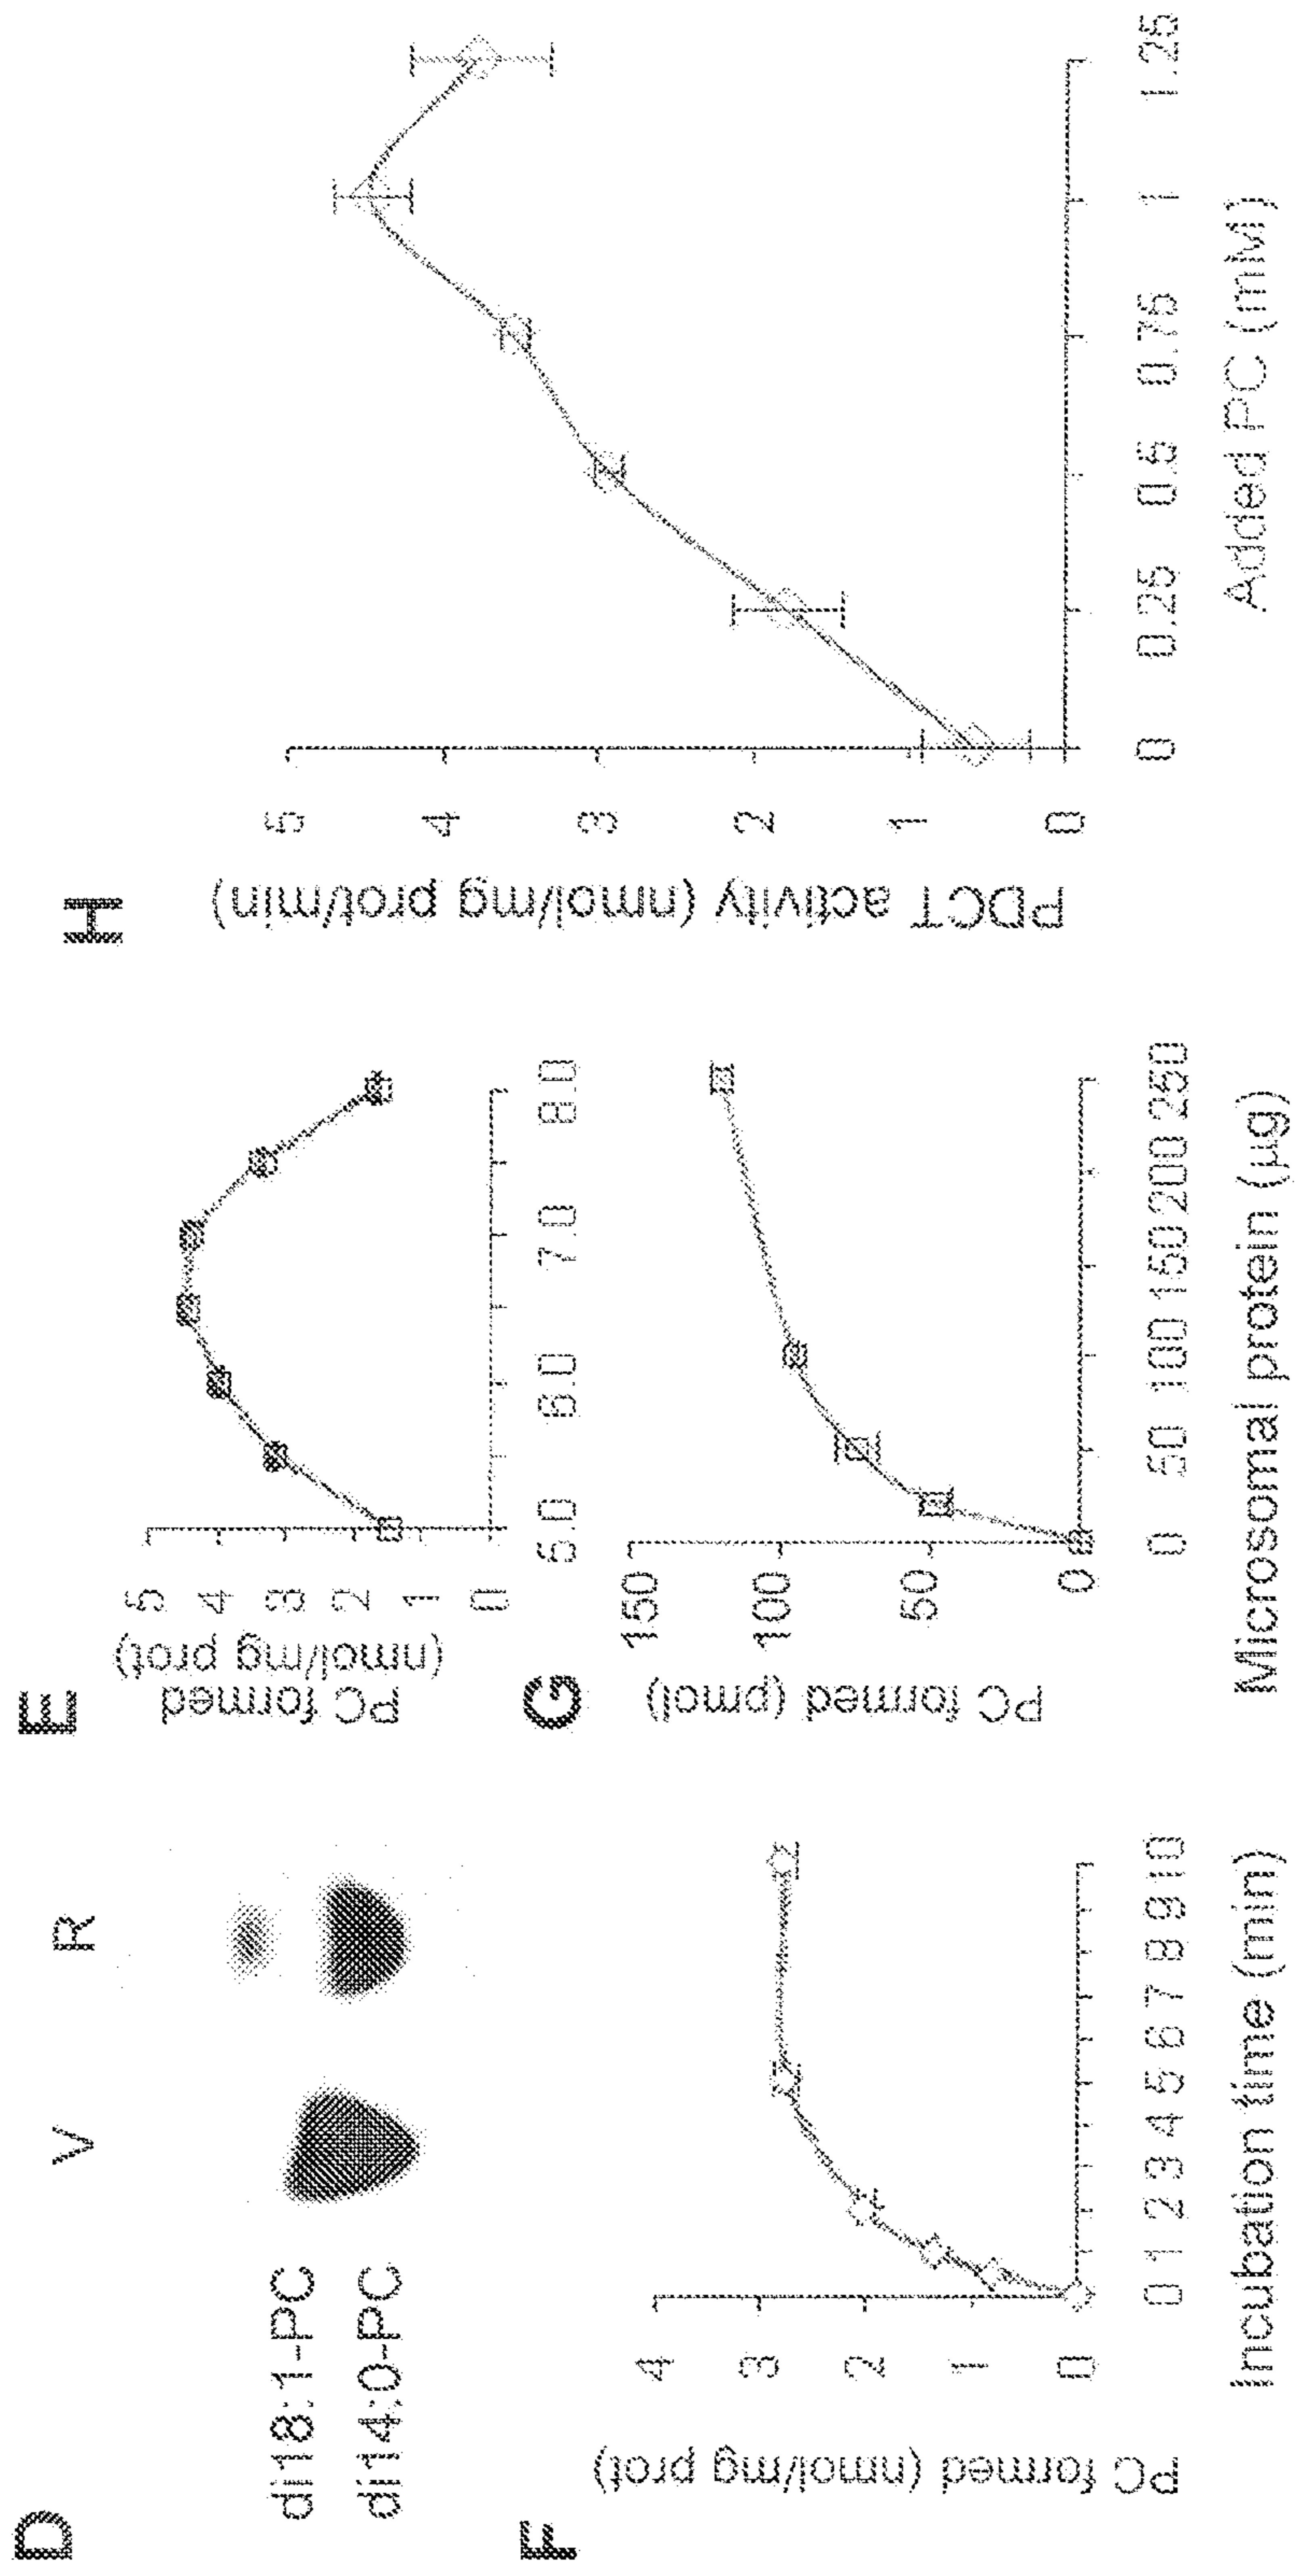 D
V R
di18:1-PC
di14:0-PC
E
PC formed
(nmol/mg prot)
5
4
3
2
1
0
5.0 6.0 7.0 8.0
F
PC formed (nmol/mg prot)
4
3
2
1
0
0 1 2 3 4 5 6 7 8 9 10
Incubation time (min)
G
PC formed (pmol)
150
100
50
0
0 50 100 150 200 250
Microsomal protein (µg)
H
PDCT activity (nmol/mg prot/min)
5
4
3
2
1
0
0 0.25 0.5 0.75 1 1.25
Added PC (mM)